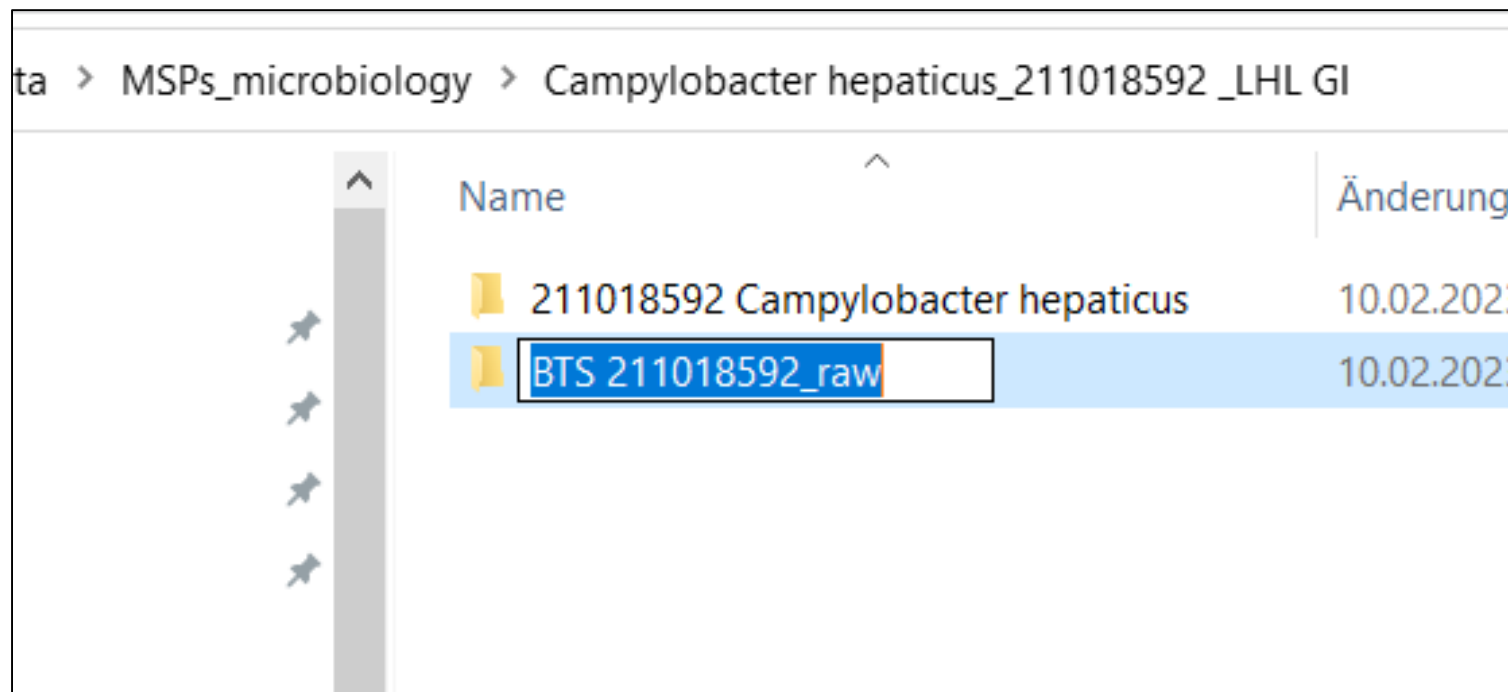 ta > MSPs_microbiology > Campylobacter hepaticus_211018592 _LHL GI
Name Änderung
211018592 Campylobacter hepaticus 10.02.202
BTS 211018592_raw 10.02.202